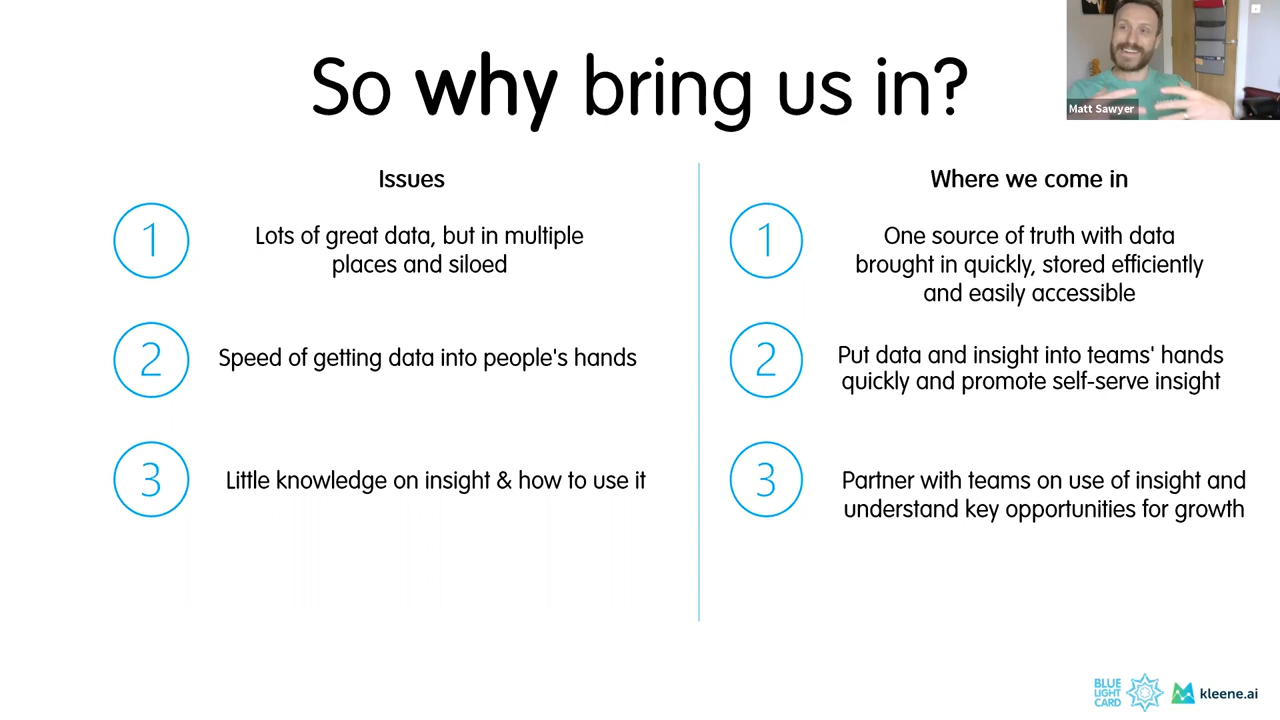 So why bring us in?
Matt Sawyer
Issues
1
Lots of great data, but in multiple
places and siloed
2
Speed of getting data into people's hands
3
Little knowledge on insight & how to use it
Where we come in
1
One source of truth with data
brought in quickly, stored efficiently
and easily accessible
2
Put data and insight into teams' hands
quickly and promote self-serve insight
3
Partner with teams on use of insight and
understand key opportunities for growth
BLUE
LIGHT
CARD
kleene.ai